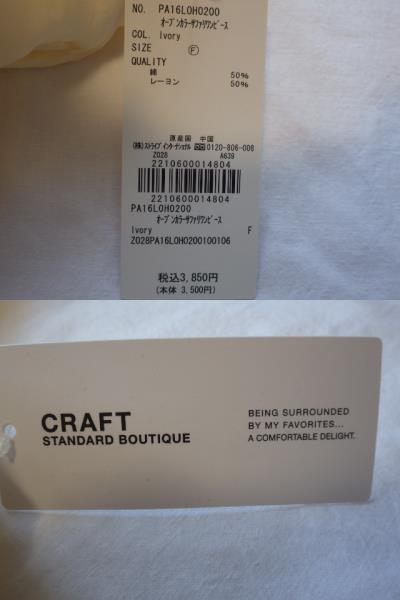 NO. PA16L0H0200
ｵｰﾌﾟﾝｶﾗｰｻﾌｧﾘﾜﾝﾋﾟｰｽ
COL. Ivory
SIZE Ⓕ
QUALITY
綿 50%
レーヨン 50%
原産国 中国
(株)ｽﾄﾗｲﾌﾟｲﾝﾀｰﾅｼｮﾅﾙ 0120-806-008
Z028 A639
2210600014804
2210600014804
PA16L0H0200
ｵｰﾌﾟﾝｶﾗｰｻﾌｧﾘﾜﾝﾋﾟｰｽ
Ivory F
Z028PA16L0H0200100106
税込3,850円
(本体 3,500円)
CRAFT
STANDARD BOUTIQUE
BEING SURROUNDED
BY MY FAVORITES...
A COMFORTABLE DELIGHT.